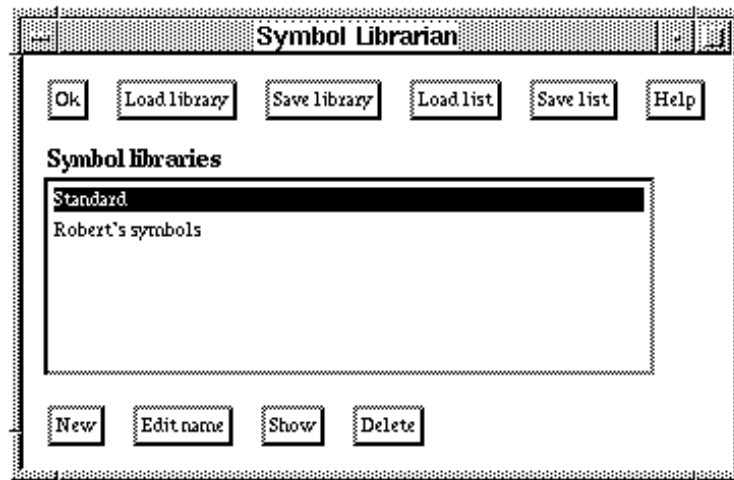 Symbol Librarian
Ok Load library Save library Load list Save list Help
Symbol libraries
Standard
Robert's symbols
New Edit name Show Delete